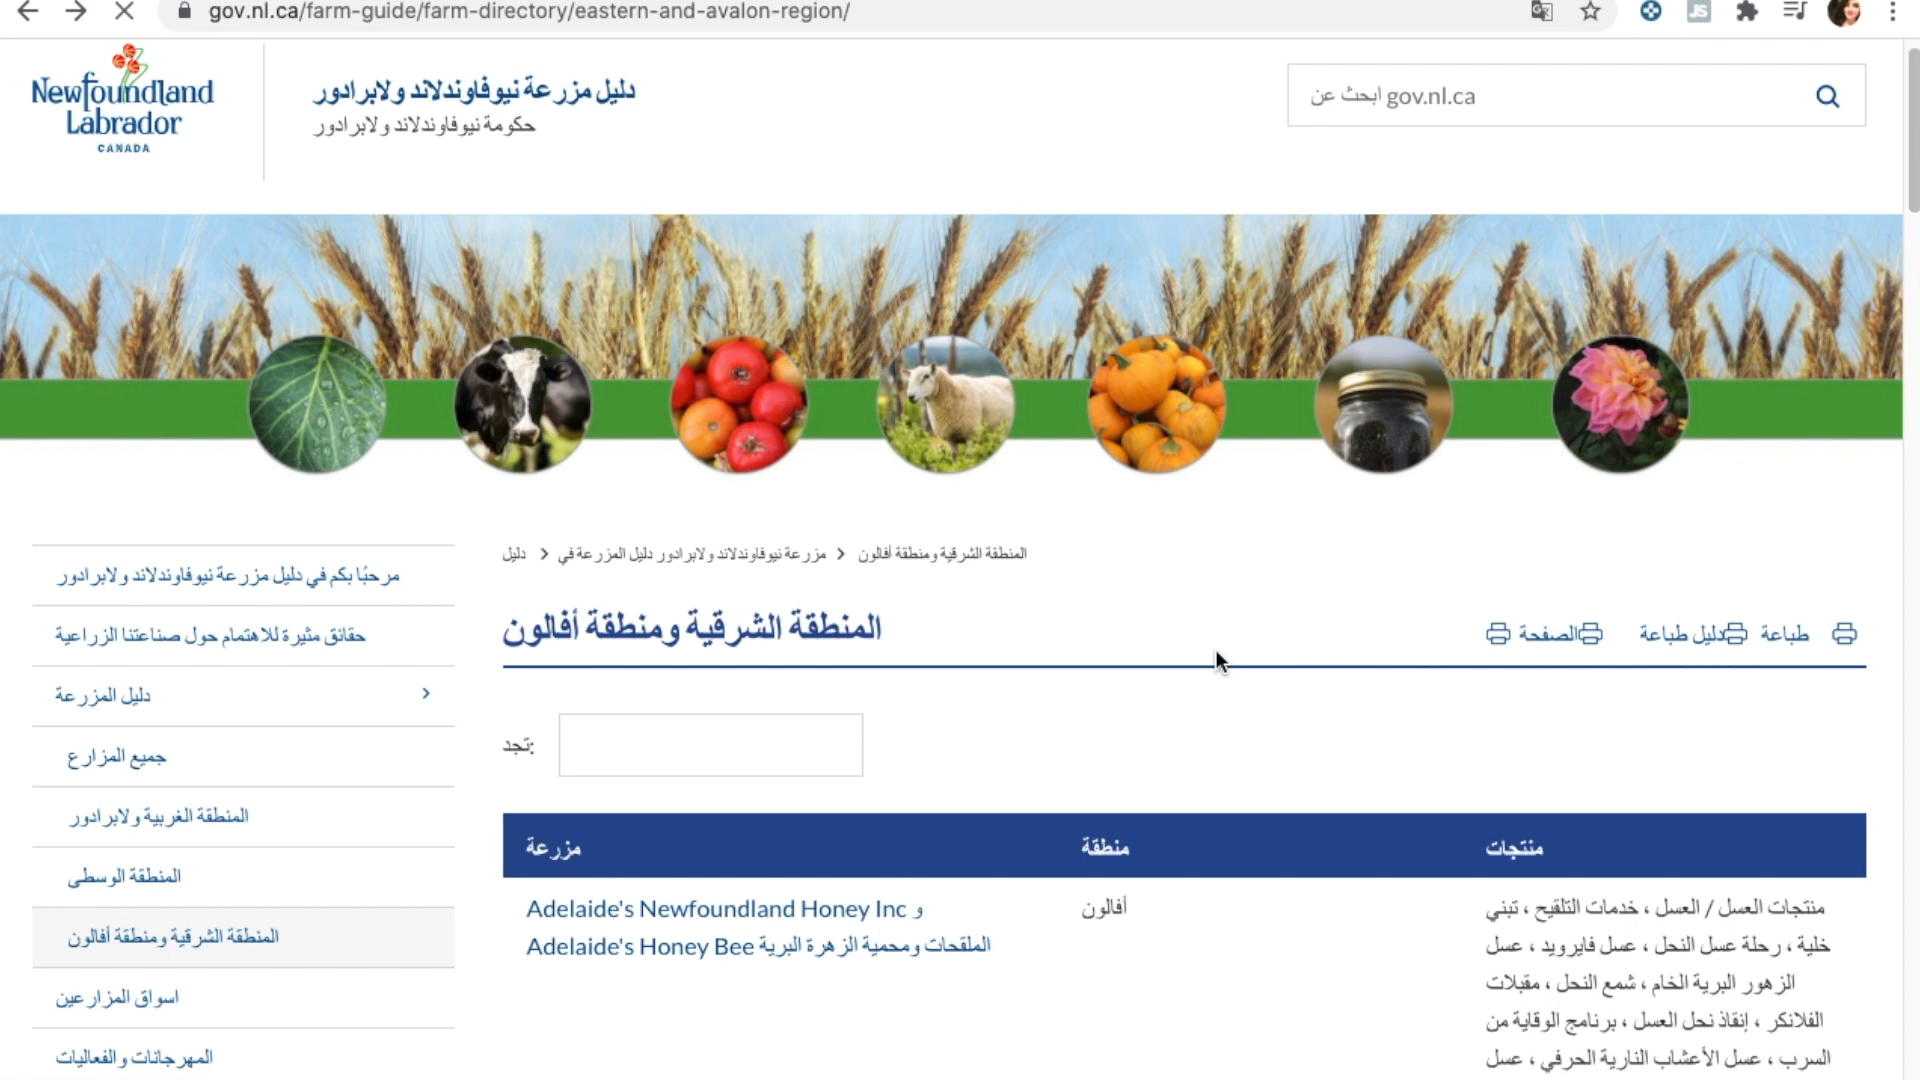 gov.nl.ca/farm-guide/farm-directory/eastern-and-avalon-region/
Newfoundland
Labrador
CANADA
دليل مزرعة نيوفاوندلاند ولابرادور
حكومة نيوفاوندلاند ولابرادور
ابحث عن gov.nl.ca
مرحبًا بكم في دليل مزرعة نيوفاوندلاند ولابرادور
حقائق مثيرة للاهتمام حول صناعتنا الزراعية
دليل المزرعة
جميع المزارع
المنطقة الغربية ولابرادور
المنطقة الوسطى
المنطقة الشرقية ومنطقة أفالون
اسواق المزارعين
المهرجانات والفعاليات
دليل > مزرعة نيوفاوندلاند ولابرادور دليل المزرعة في > المنطقة الشرقية ومنطقة أفالون
المنطقة الشرقية ومنطقة أفالون
الصفحة دليل طباعة طباعة
تجد:
مزرعة منطقة منتجات
Adelaide's Newfoundland Honey Inc و
Adelaide's Honey Bee الملقحات ومحمية الزهرة البرية
أفالون
منتجات العسل / العسل ، خدمات التلقيح ، تبني
خلية ، رحلة عسل النحل ، عسل فايرويد ، عسل
الزهور البرية الخام ، شمع النحل ، مقبلات
الفلانكر ، إنقاذ نحل العسل ، برنامج الوقاية من
السرب ، عسل الأعشاب النارية الحرفي ، عسل